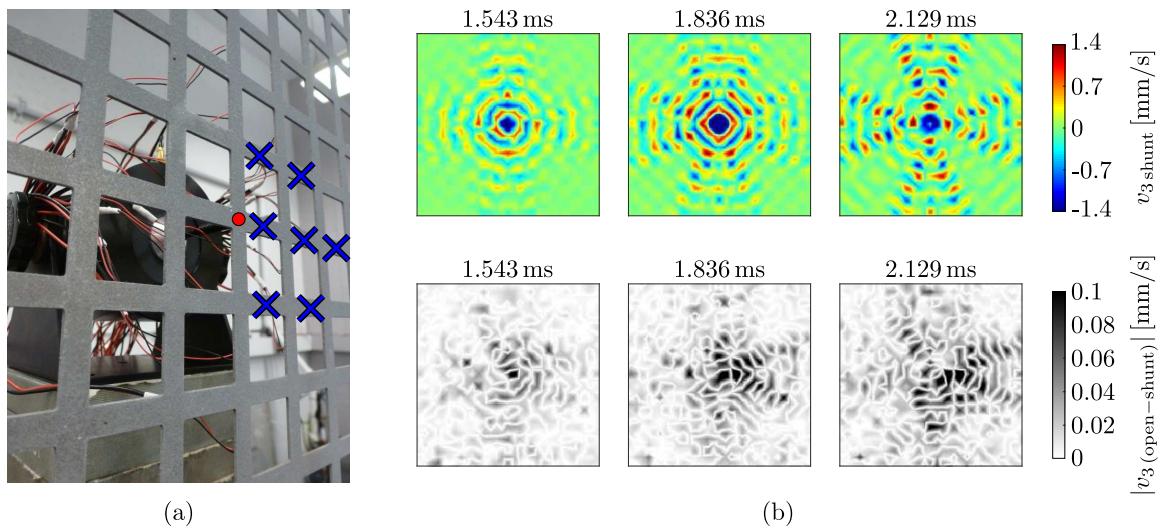 1.543 ms 1.836 ms 2.129 ms
1.4
0.7
0
-0.7
-1.4
v3 shunt [mm/s]
1.543 ms 1.836 ms 2.129 ms
0.1
0.08
0.06
0.04
0.02
0
|v3 (open−shunt)| [mm/s]
(a) (b)